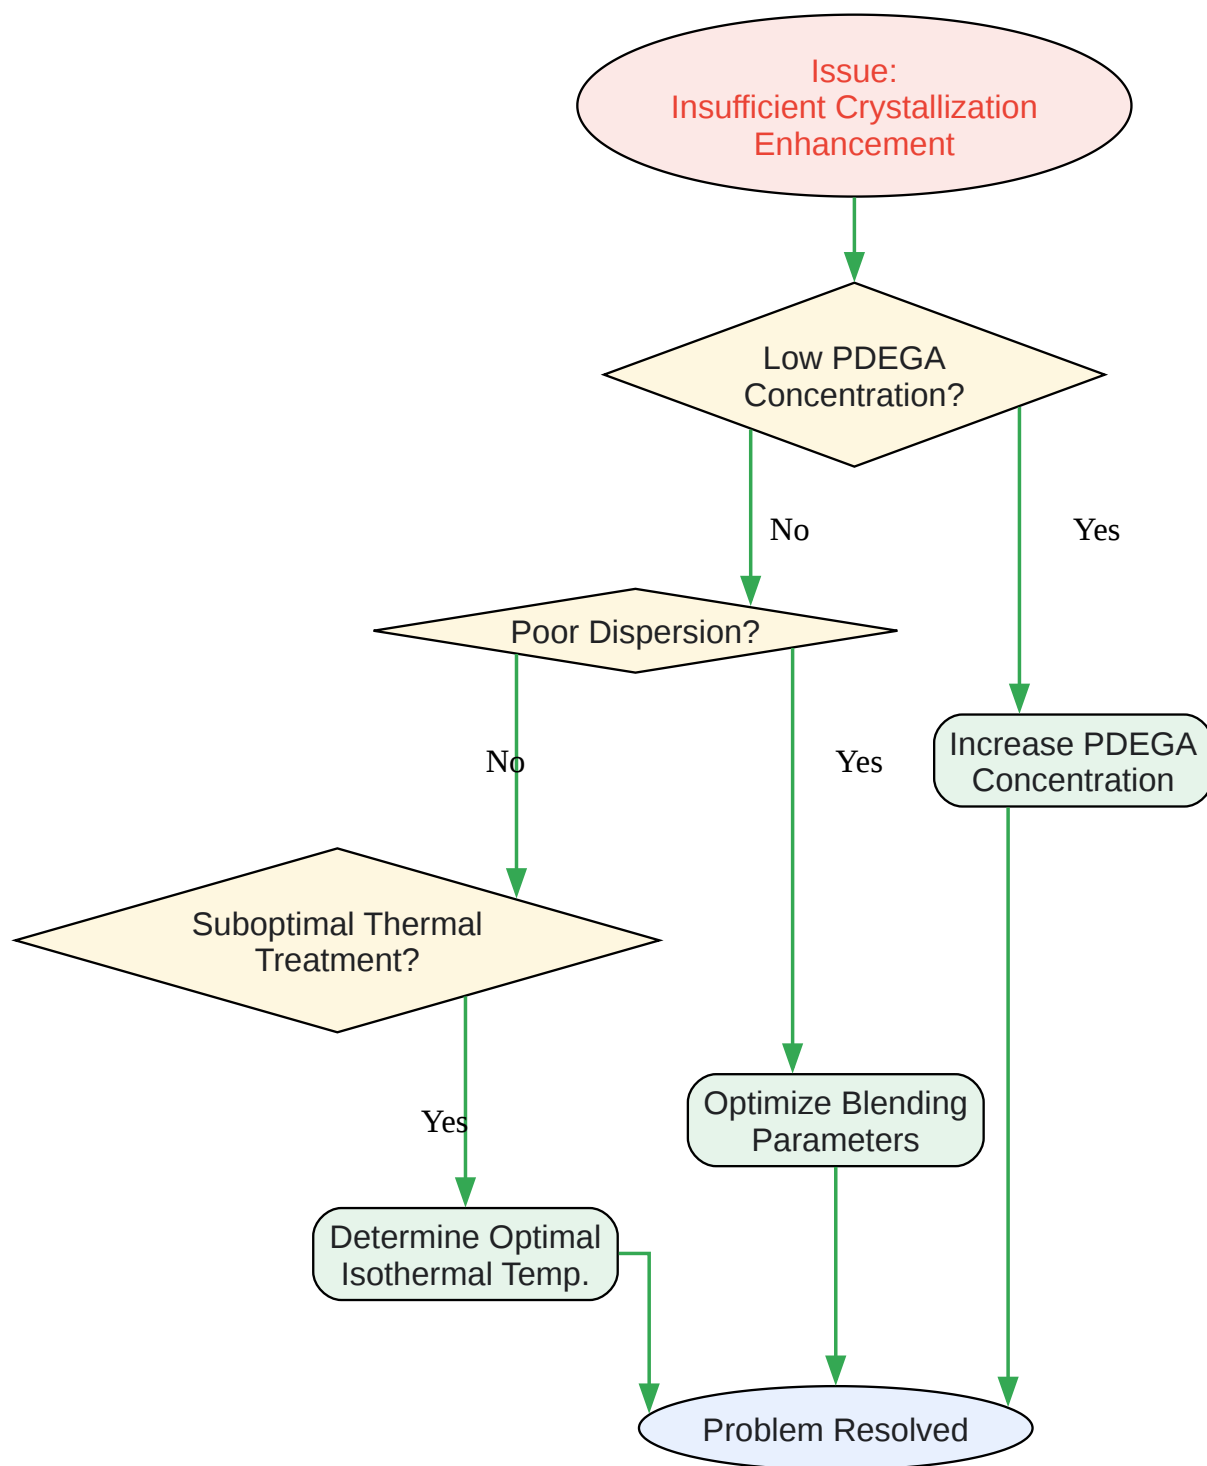 Issue:
Insufficient Crystallization
Enhancement
Low PDEGA
Concentration?
No
Yes
Poor Dispersion?
No
Yes
Increase PDEGA
Concentration
Suboptimal Thermal
Treatment?
Yes
Optimize Blending
Parameters
Determine Optimal
Isothermal Temp.
Problem Resolved